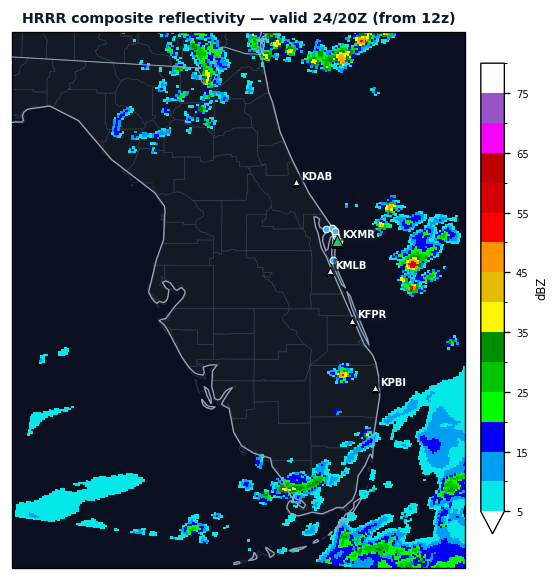 HRRR composite reflectivity — valid 24/20Z (from 12z)
KDAB
KXMR
KMLB
KFPR
KPBI
75
65
55
45
35
25
15
5
dBZ